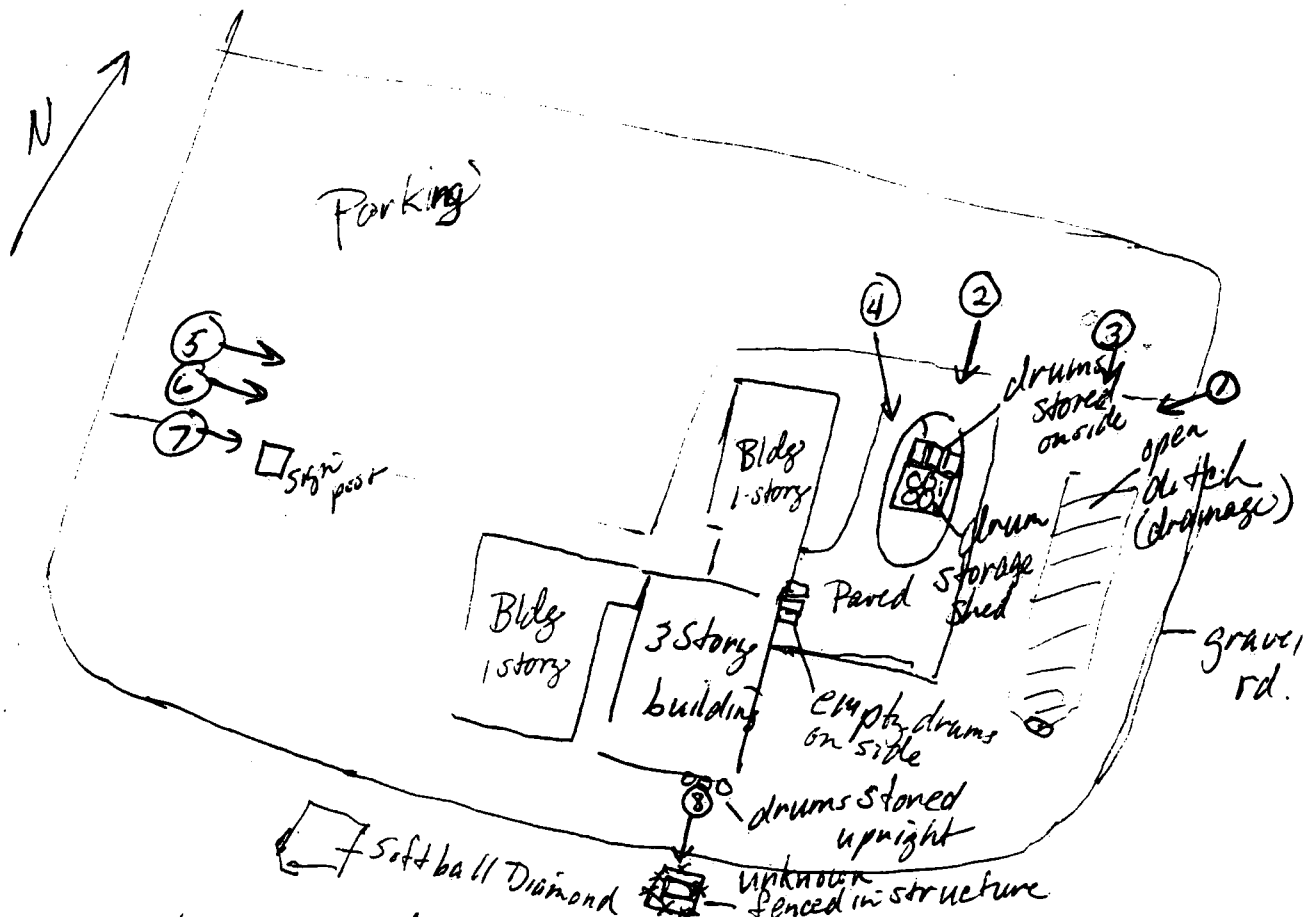 N
Parking
4
2
3
1
5
6
7
sign
post
drums
stored
on side
open
ditch
(drainage)
Bldg
1-story
drum
storage
shed
Paved
gravel
rd.
Bldg
1 story
3 Story
building
empty drums
on side
8
drums stored
upright
Softball Diamond
unknown
fenced in structure